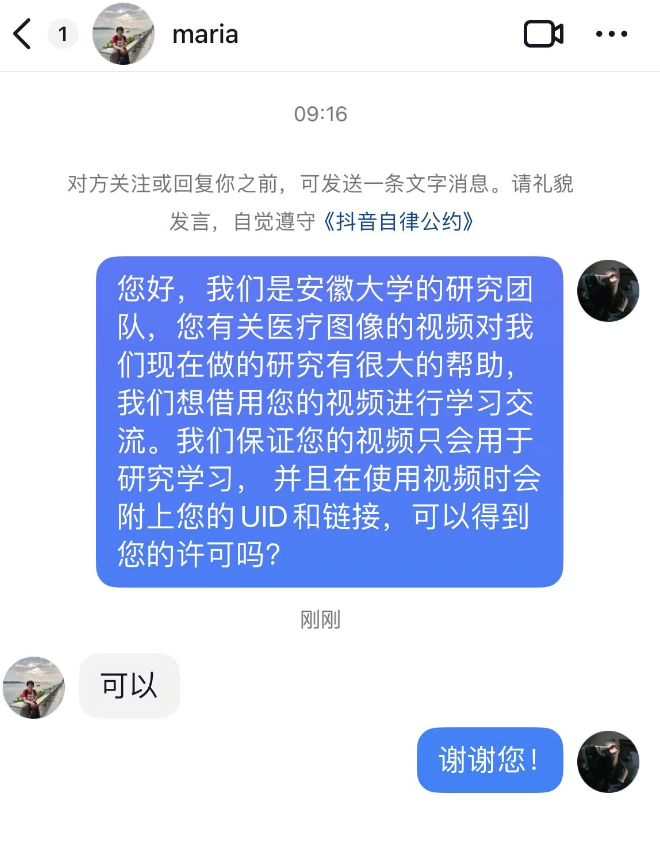 1
maria
09:16
对方关注或回复你之前，可发送一条文字消息。请礼貌
发言，自觉遵守《抖音自律公约》
您好，我们是安徽大学的研究团
队，您有关医疗图像的视频对我
们现在做的研究有很大的帮助，
我们想借用您的视频进行学习交
流。我们保证您的视频只会用于
研究学习， 并且在使用视频时会
附上您的UID和链接，可以得到
您的许可吗?
刚刚
可以
谢谢您！